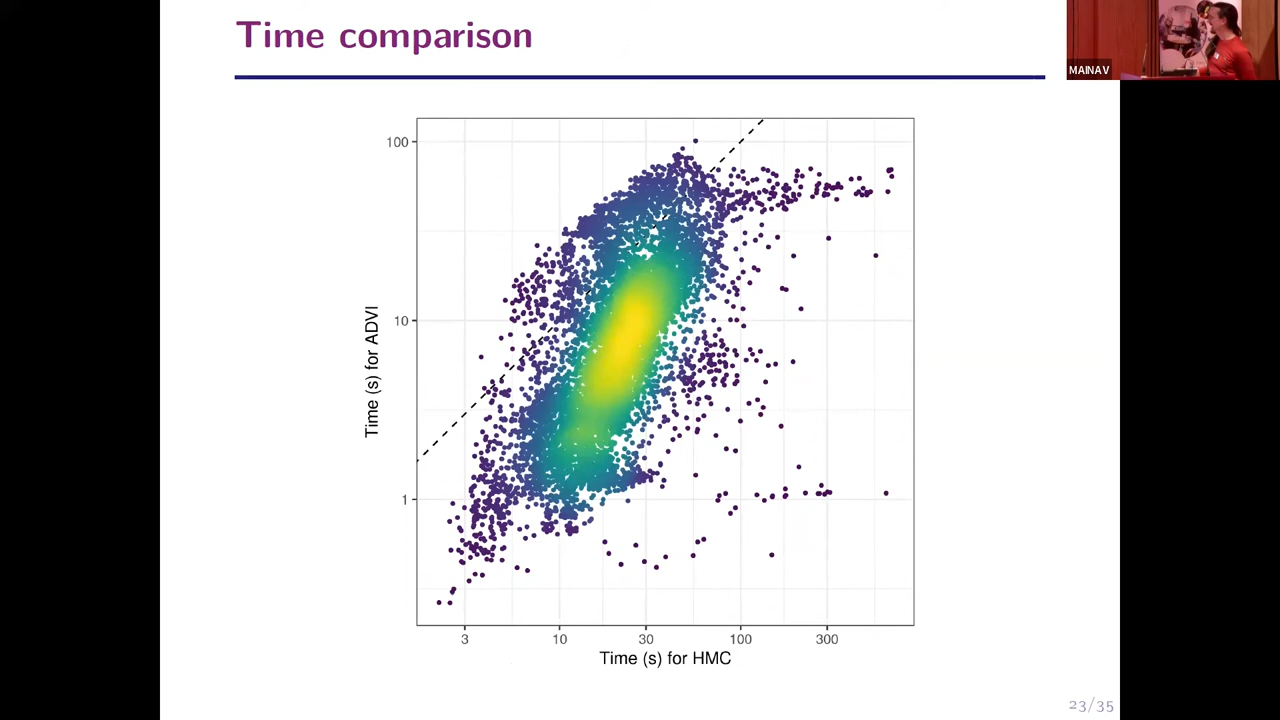 Time comparison
MAINAV
100
10
1
Time (s) for ADVI
3 10 30 100 300
Time (s) for HMC
23/35